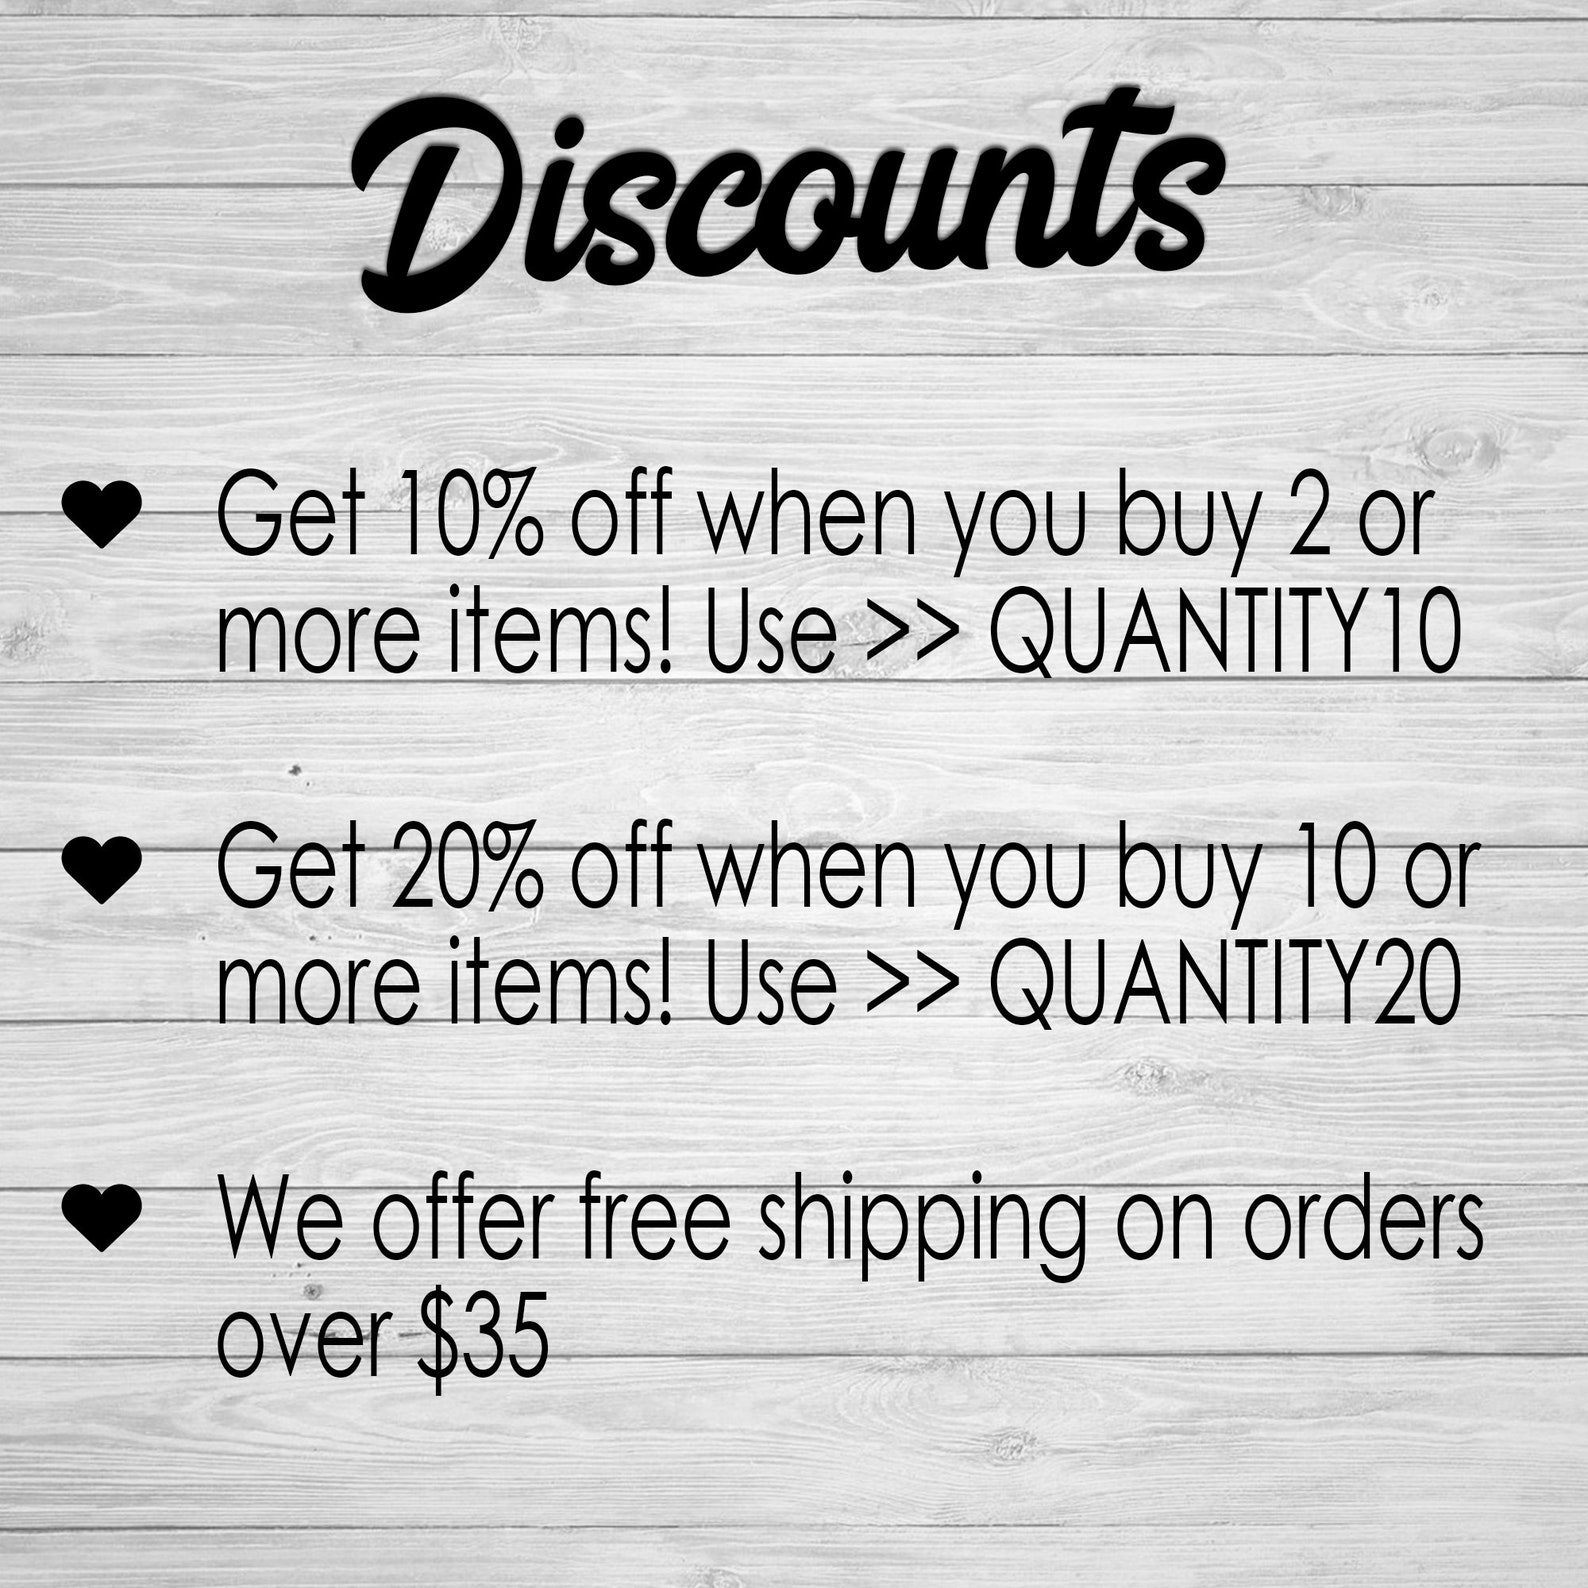 Discounts
Get 10% off when you buy 2 or
more items! Use >> QUANTITY10
Get 20% off when you buy 10 or
more items! Use >> QUANTITY20
We offer free shipping on orders
over $35